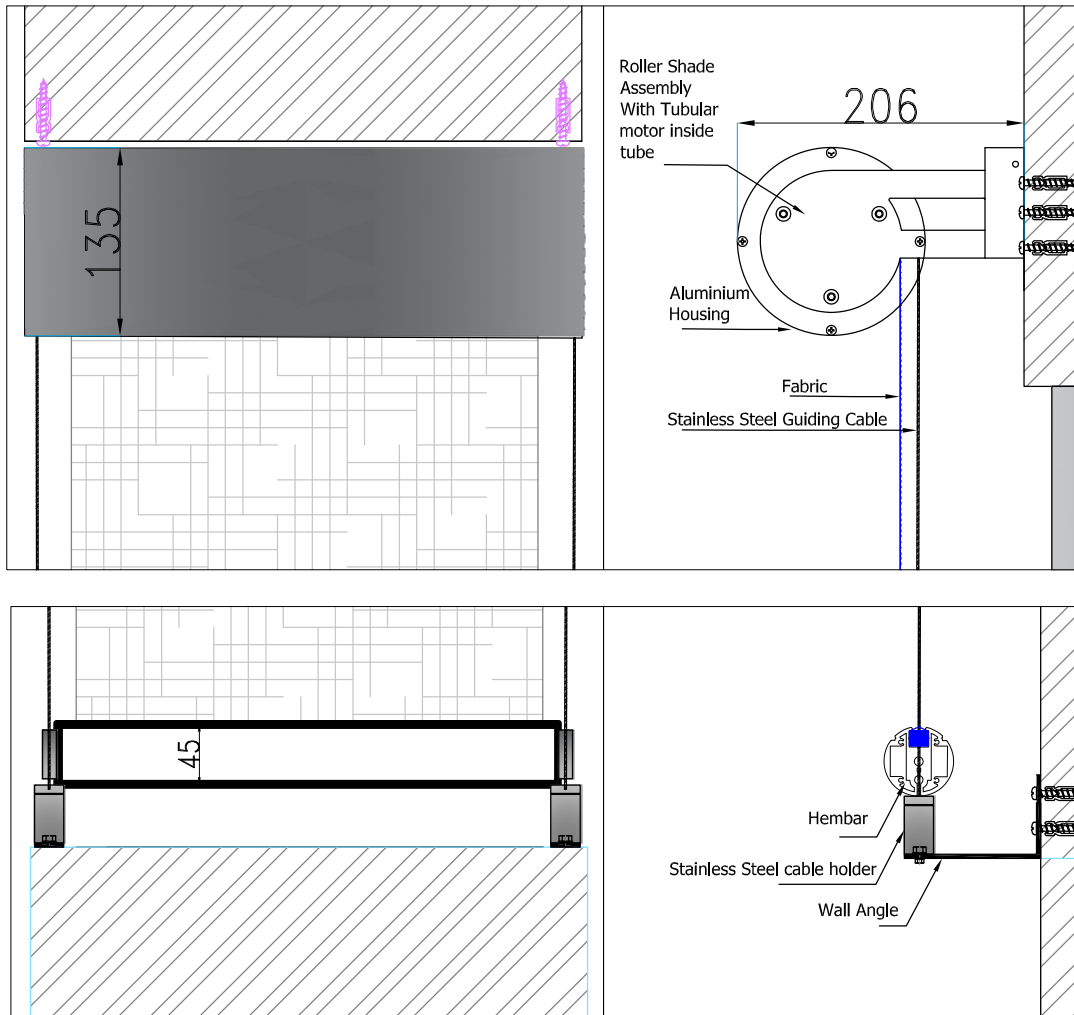 135
Roller Shade
Assembly
With Tubular
motor inside
tube
206
Aluminium
Housing
Fabric
Stainless Steel Guiding Cable
45
Hembar
Stainless Steel cable holder
Wall Angle